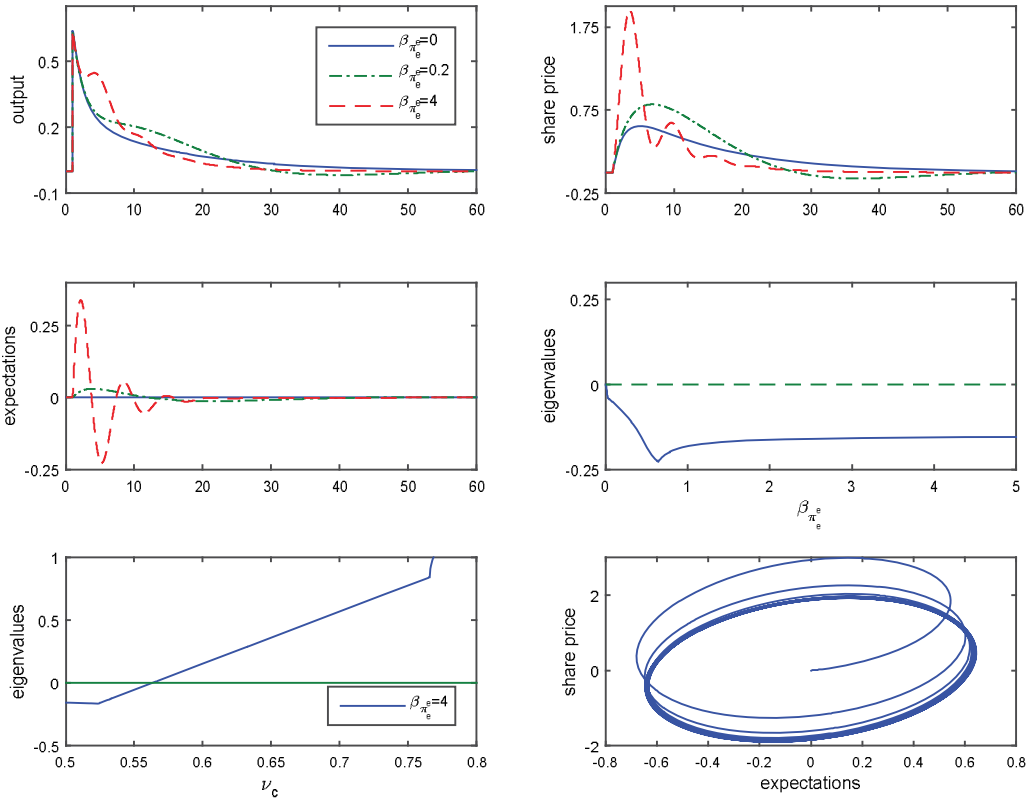 output
0.5
0.2
-0.1
0 10 20 30 40 50 60
β_{π_e^e}=0
β_{π_e^e}=0.2
β_{π_e^e}=4
share price
1.75
0.75
-0.25
0 10 20 30 40 50 60
expectations
0.25
0
-0.25
0 10 20 30 40 50 60
eigenvalues
0.25
0
-0.25
0 1 2 3 4 5
β_{π_e^e}
eigenvalues
1
0.5
0
-0.5
0.5 0.55 0.6 0.65 0.7 0.75 0.8
ν_c
β_{π_e^e}=4
share price
2
0
-2
-0.8 -0.6 -0.4 -0.2 0 0.2 0.4 0.6 0.8
expectations